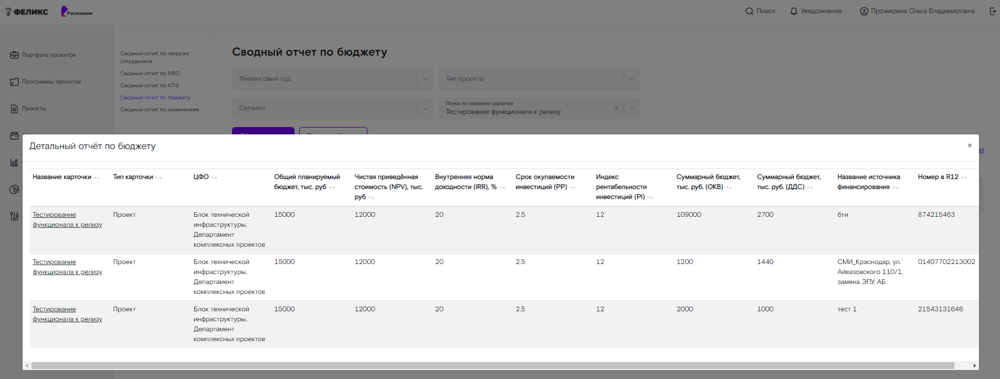 ФЕЛИКС
Ростелеком
Поиск
Уведомления
Прожерина Ольга Владимировна
Портфель проектов
Программы проектов
Проекты
Сводный отчет по загрузке
сотрудников
Сводный отчет по МВО
Сводный отчет по КПЭ
Сводный отчет по бюджету
Сводный отчет по изменениям
Сводный отчет по бюджету
Финансовый год
Тип проекта
Сегмент
Поиск по названию карточки
Тестирование функционала к релизу
Детальный отчёт по бюджету
Название карточки
Тип карточки
ЦФО
Общий планируемый
бюджет, тыс. руб
Чистая приведённая
стоимость (NPV), тыс.
руб
Внутренняя норма
доходности (IRR), %
Срок окупаемости
инвестиций (PP)
Индекс
рентабельности
инвестиций (PI)
Суммарный бюджет,
тыс. руб. (ОКВ)
Суммарный бюджет,
тыс. руб. (ДДС)
Название источника
финансирования
Номер в R12
Тестирование
функционала к релизу
Проект
Блок технической
инфраструктуры,
Департамент
комплексных проектов
15000
12000
20
2.5
12
109000
2700
бти
874215463
Тестирование
функционала к релизу
Проект
Блок технической
инфраструктуры,
Департамент
комплексных проектов
15000
12000
20
2.5
12
1200
1440
СМИ_Краснодар, ул.
Айвазовского 110/1,
замена ЭПУ, АБ
01407702213002
Тестирование
функционала к релизу
Проект
Блок технической
инфраструктуры,
Департамент
комплексных проектов
15000
12000
20
2.5
12
2000
1000
тест 1
21543131646